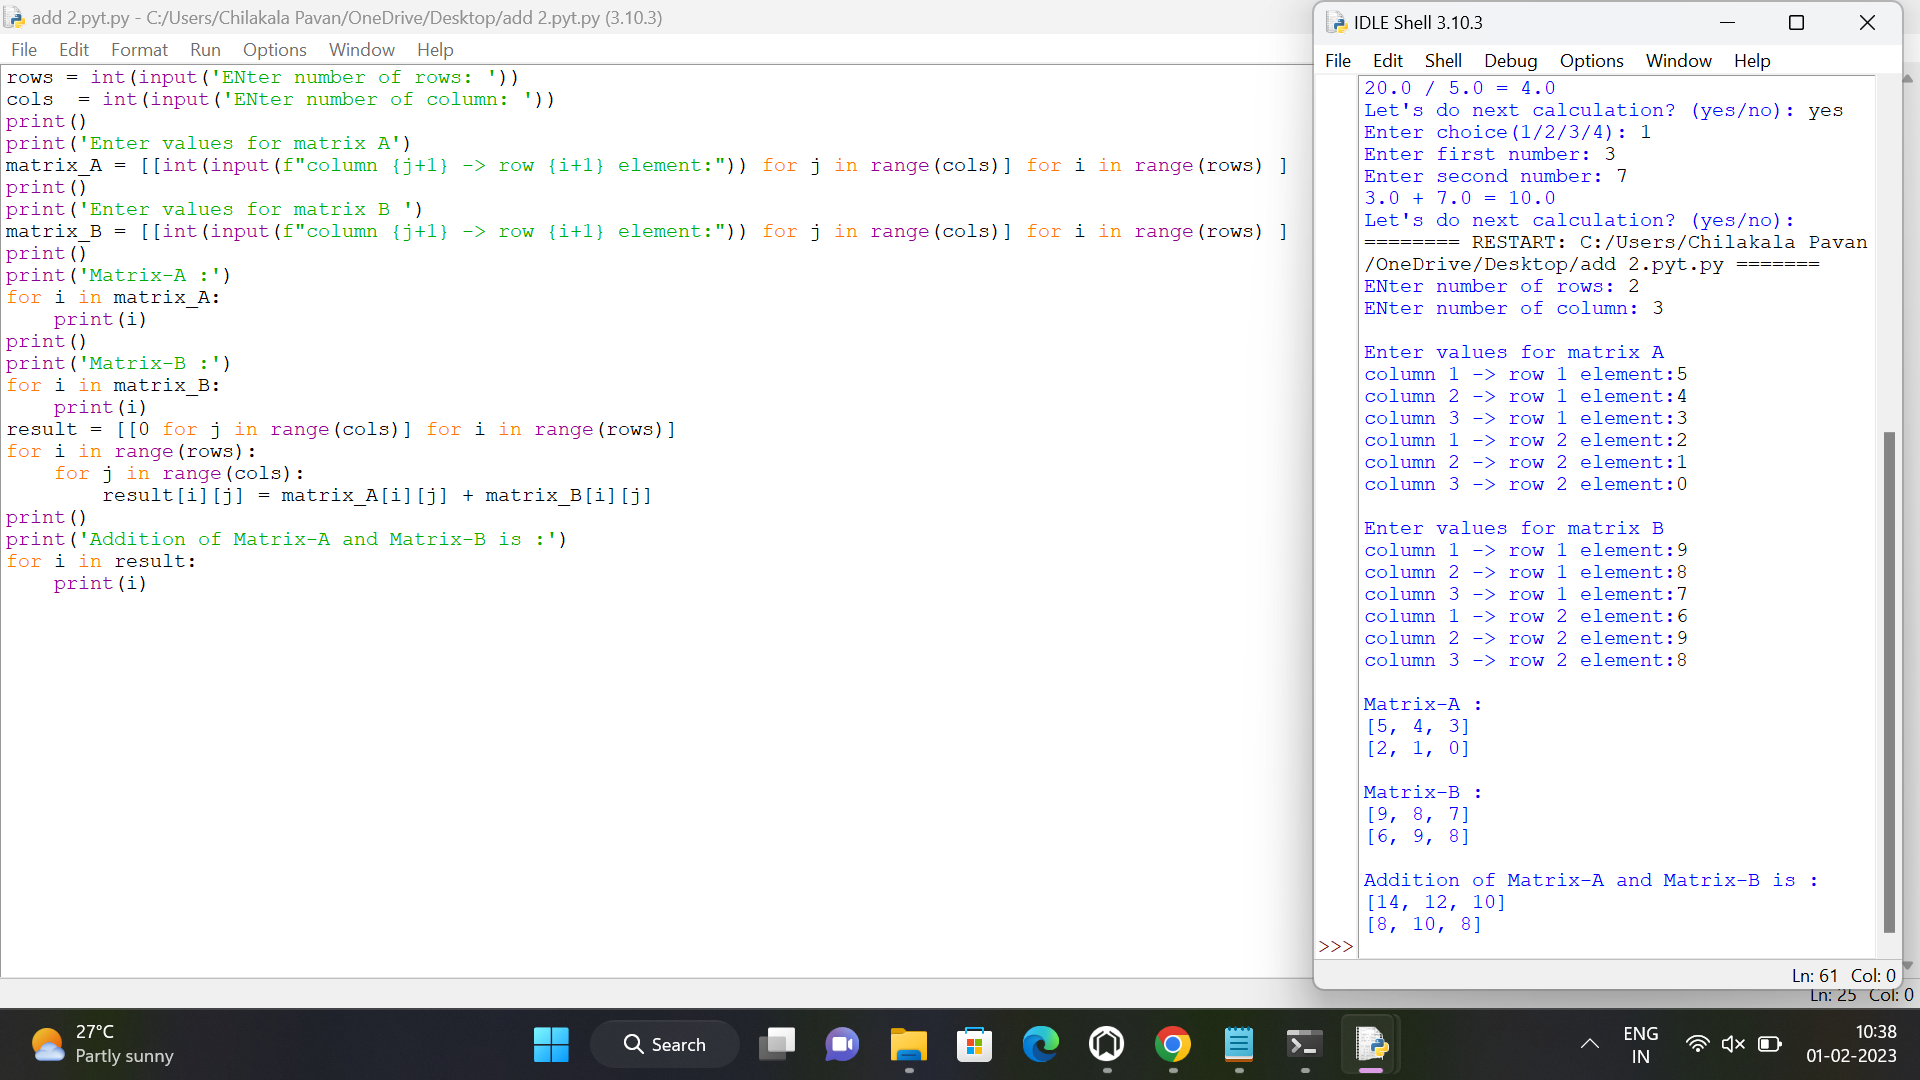 add 2.pyt.py - C:/Users/Chilakala Pavan/OneDrive/Desktop/add 2.pyt.py (3.10.3)
File Edit Format Run Options Window Help
rows = int(input('ENter number of rows: '))
cols  = int(input('ENter number of column: '))
print()
print('Enter values for matrix A')
matrix_A = [[int(input(f"column {j+1} -> row {i+1} element:")) for j in range(cols)] for i in range(rows) ]
print()
print('Enter values for matrix B ')
matrix_B = [[int(input(f"column {j+1} -> row {i+1} element:")) for j in range(cols)] for i in range(rows) ]
print()
print('Matrix-A :')
for i in matrix_A:
    print(i)
print()
print('Matrix-B :')
for i in matrix_B:
    print(i)
result = [[0 for j in range(cols)] for i in range(rows)]
for i in range(rows):
    for j in range(cols):
        result[i][j] = matrix_A[i][j] + matrix_B[i][j]
print()
print('Addition of Matrix-A and Matrix-B is :')
for i in result:
    print(i)
Ln: 25 Col: 0
IDLE Shell 3.10.3
File Edit Shell Debug Options Window Help
20.0 / 5.0 = 4.0
Let's do next calculation? (yes/no): yes
Enter choice(1/2/3/4): 1
Enter first number: 3
Enter second number: 7
3.0 + 7.0 = 10.0
Let's do next calculation? (yes/no):
======== RESTART: C:/Users/Chilakala Pavan
/OneDrive/Desktop/add 2.pyt.py =======
ENter number of rows: 2
ENter number of column: 3
Enter values for matrix A
column 1 -> row 1 element:5
column 2 -> row 1 element:4
column 3 -> row 1 element:3
column 1 -> row 2 element:2
column 2 -> row 2 element:1
column 3 -> row 2 element:0
Enter values for matrix B
column 1 -> row 1 element:9
column 2 -> row 1 element:8
column 3 -> row 1 element:7
column 1 -> row 2 element:6
column 2 -> row 2 element:9
column 3 -> row 2 element:8
Matrix-A :
[5, 4, 3]
[2, 1, 0]
Matrix-B :
[9, 8, 7]
[6, 9, 8]
Addition of Matrix-A and Matrix-B is :
[14, 12, 10]
[8, 10, 8]
>>>
Ln: 61 Col: 0
27°C
Partly sunny
Search
ENG
IN
10:38
01-02-2023